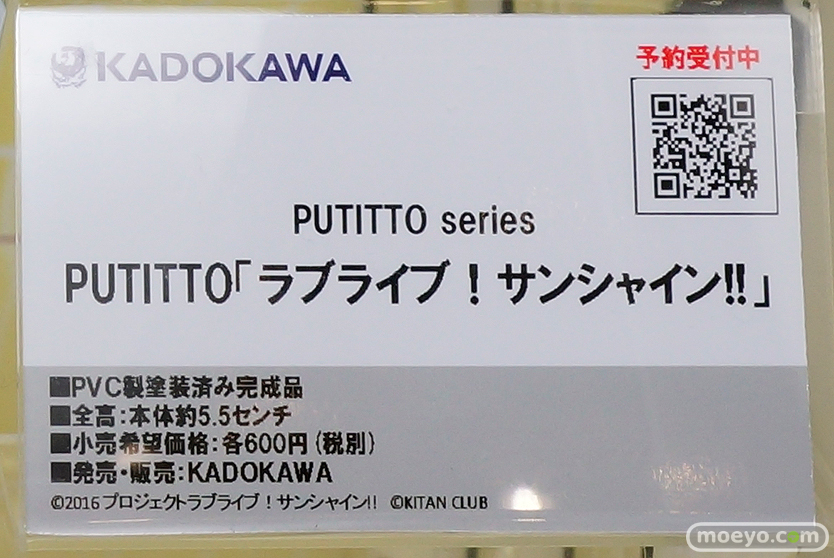 KADOKAWA
予約受付中
PUTITTO series
PUTITTO「ラブライブ！サンシャイン!!」
■PVC製塗装済み完成品
■全高：本体約5.5センチ
■小売希望価格：各600円（税別）
■発売・販売：KADOKAWA
©2016 プロジェクトラブライブ！サンシャイン!! ©KITAN CLUB
moeyo.com